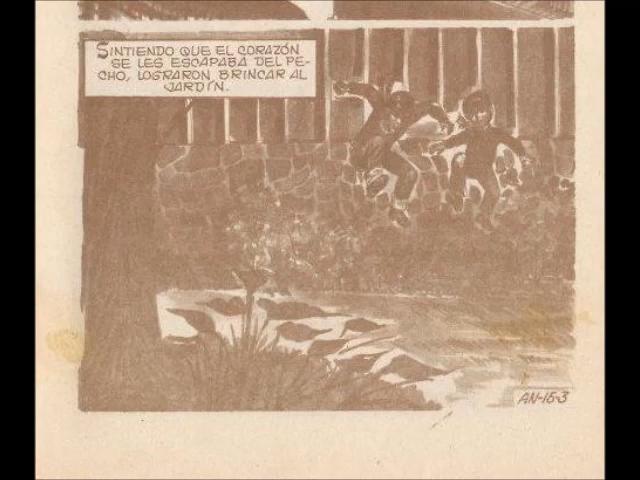 SINTIENDO QUE EL CORAZÓN
SE LES ESCAPABA DEL PE-
CHO, LOGRARON BRINCAR AL
JARDÍN.
AN-15-3